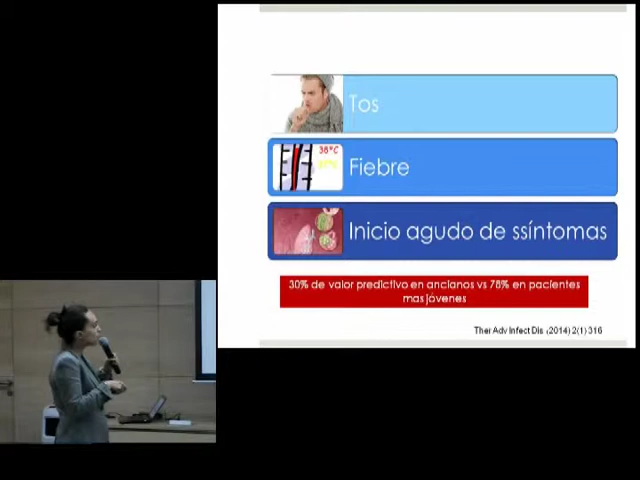 Tos
38°C
Fiebre
Inicio agudo de ssíntomas
30% de valor predictivo en ancianos vs 78% en pacientes
mas jóvenes
Ther Adv Infect Dis (2014) 2(1) 316